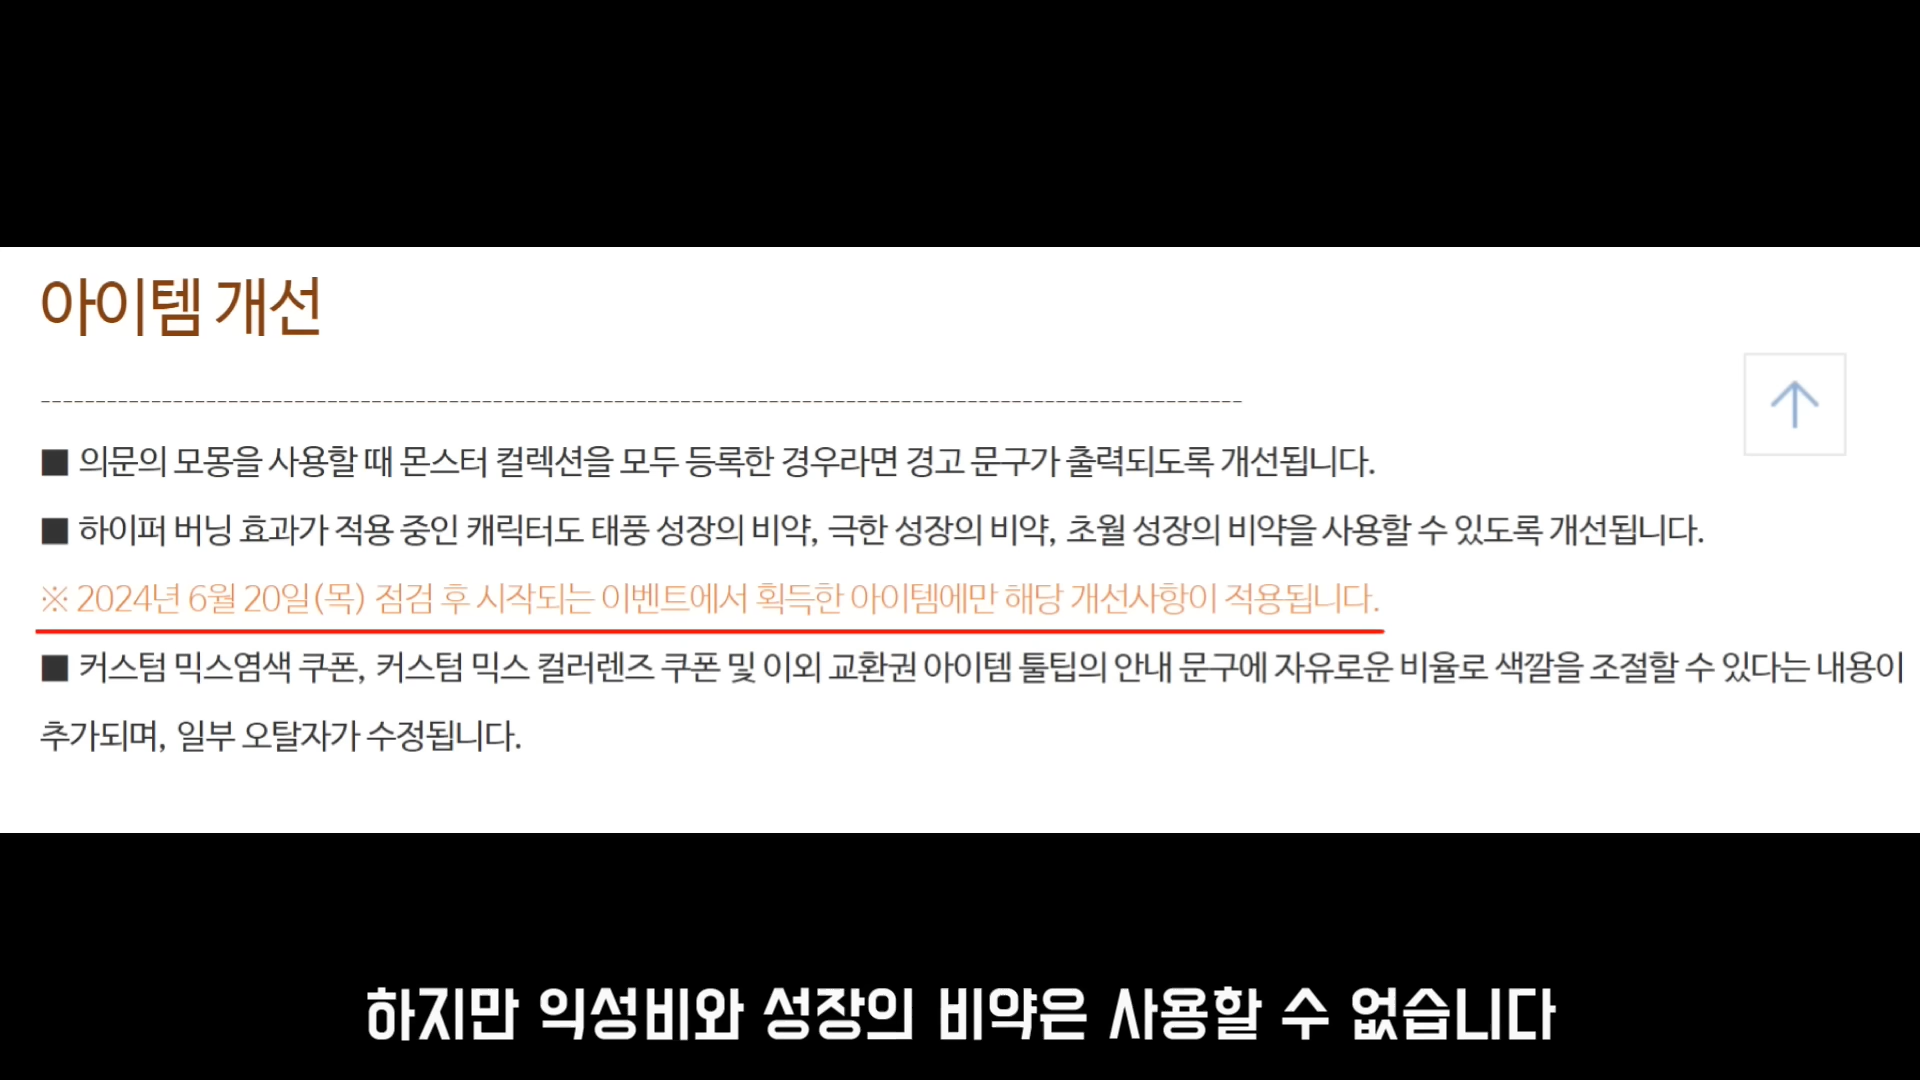 아이템 개선
■ 의문의 모몽을 사용할 때 몬스터 컬렉션을 모두 등록한 경우라면 경고 문구가 출력되도록 개선됩니다.
■ 하이퍼 버닝 효과가 적용 중인 캐릭터도 태풍 성장의 비약, 극한 성장의 비약, 초월 성장의 비약을 사용할 수 있도록 개선됩니다.
※ 2024년 6월 20일(목) 점검 후 시작되는 이벤트에서 획득한 아이템에만 해당 개선사항이 적용됩니다.
■ 커스텀 믹스염색 쿠폰, 커스텀 믹스 컬러렌즈 쿠폰 및 이외 교환권 아이템 툴팁의 안내 문구에 자유로운 비율로 색깔을 조절할 수 있다는 내용이
추가되며, 일부 오탈자가 수정됩니다.
하지만 익성비와 성장의 비약은 사용할 수 없습니다